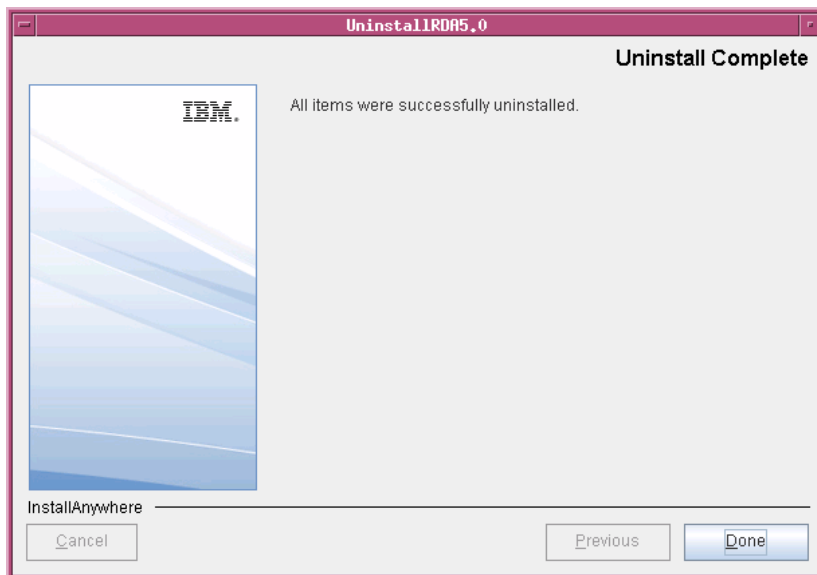 UninstallRDA5.0
Uninstall Complete
IBM.
All items were successfully uninstalled.
InstallAnywhere
Cancel
Previous
Done